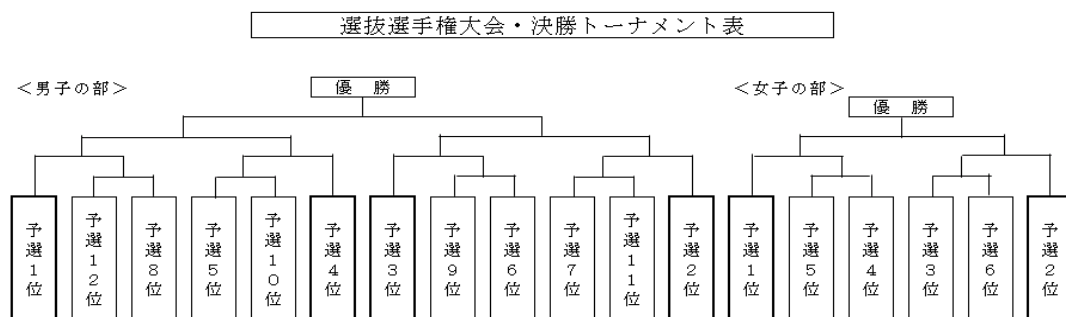 選抜選手権大会・決勝トーナメント表
<男子の部>
優 勝
<女子の部>
優 勝
予選1位
予選12位
予選8位
予選5位
予選10位
予選4位
予選3位
予選9位
予選6位
予選7位
予選11位
予選2位
予選1位
予選5位
予選4位
予選3位
予選6位
予選2位